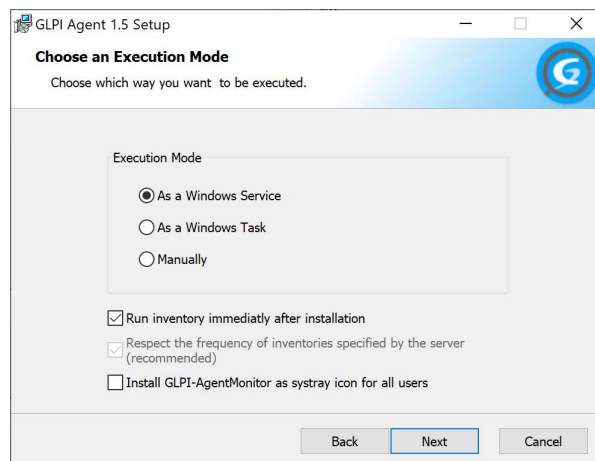 GLPI Agent 1.5 Setup
Choose an Execution Mode
Choose which way you want to be executed.
Execution Mode
As a Windows Service
As a Windows Task
Manually
Run inventory immediatly after installation
Respect the frequency of inventories specified by the server
(recommended)
Install GLPI-AgentMonitor as systray icon for all users
Back
Next
Cancel